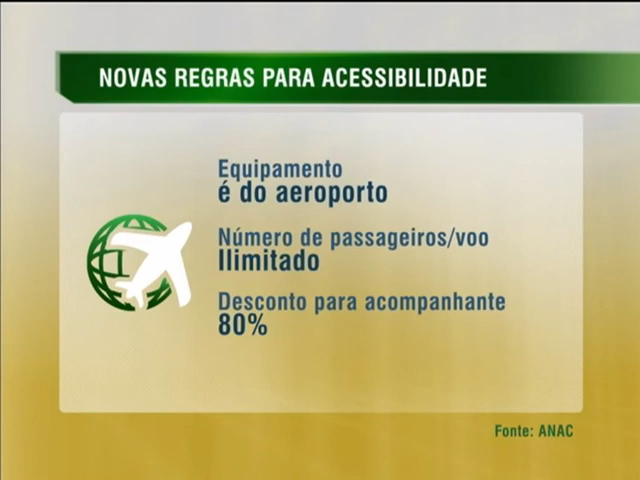 NOVAS REGRAS PARA ACESSIBILIDADE
Equipamento
é do aeroporto
Número de passageiros/voo
Ilimitado
Desconto para acompanhante
80%
Fonte: ANAC